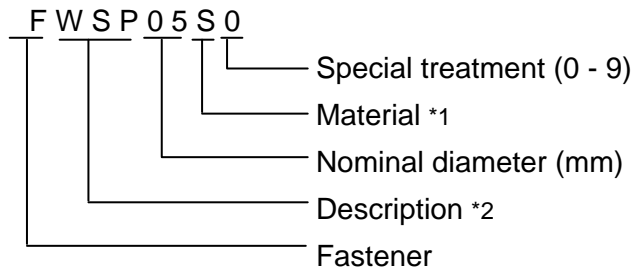 F W S P 0 5 S 0
Special treatment (0 - 9)
Material *1
Nominal diameter (mm)
Description *2
Fastener